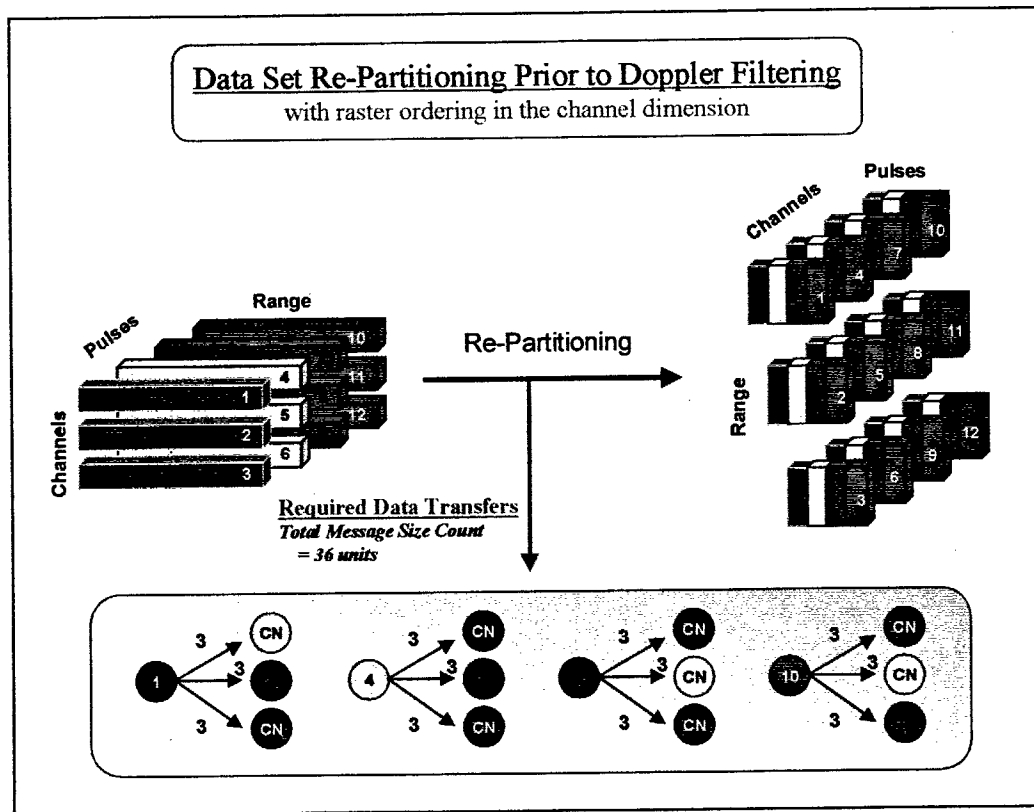 Data Set Re-Partitioning Prior to Doppler Filtering
with raster ordering in the channel dimension
Pulses
Channels
10
7
4
1
Range
Pulses
10
4
11
1
5
12
2
6
3
Channels
Re-Partitioning
Range
11
8
5
2
12
9
6
3
Required Data Transfers
Total Message Size Count
= 36 units
3 CN
1 3
3 CN
3 CN
4 3
3 CN
3 CN
3 CN
3 CN
3 CN
10 3 CN
3